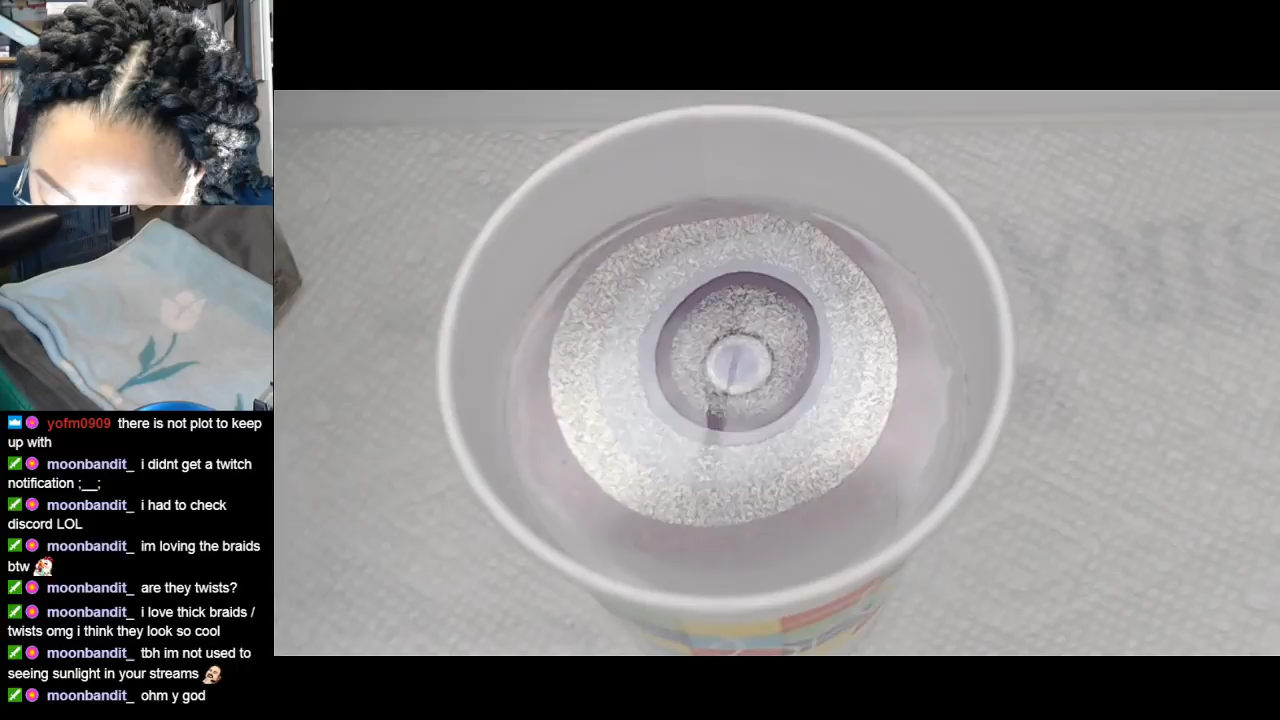 yofm0909 there is not plot to keep
up with
moonbandit_ i didnt get a twitch
notification ;__;
moonbandit_ i had to check
discord LOL
moonbandit_ im loving the braids
btw
moonbandit_ are they twists?
moonbandit_ i love thick braids /
twists omg i think they look so cool
moonbandit_ tbh im not used to
seeing sunlight in your streams
moonbandit_ ohm y god